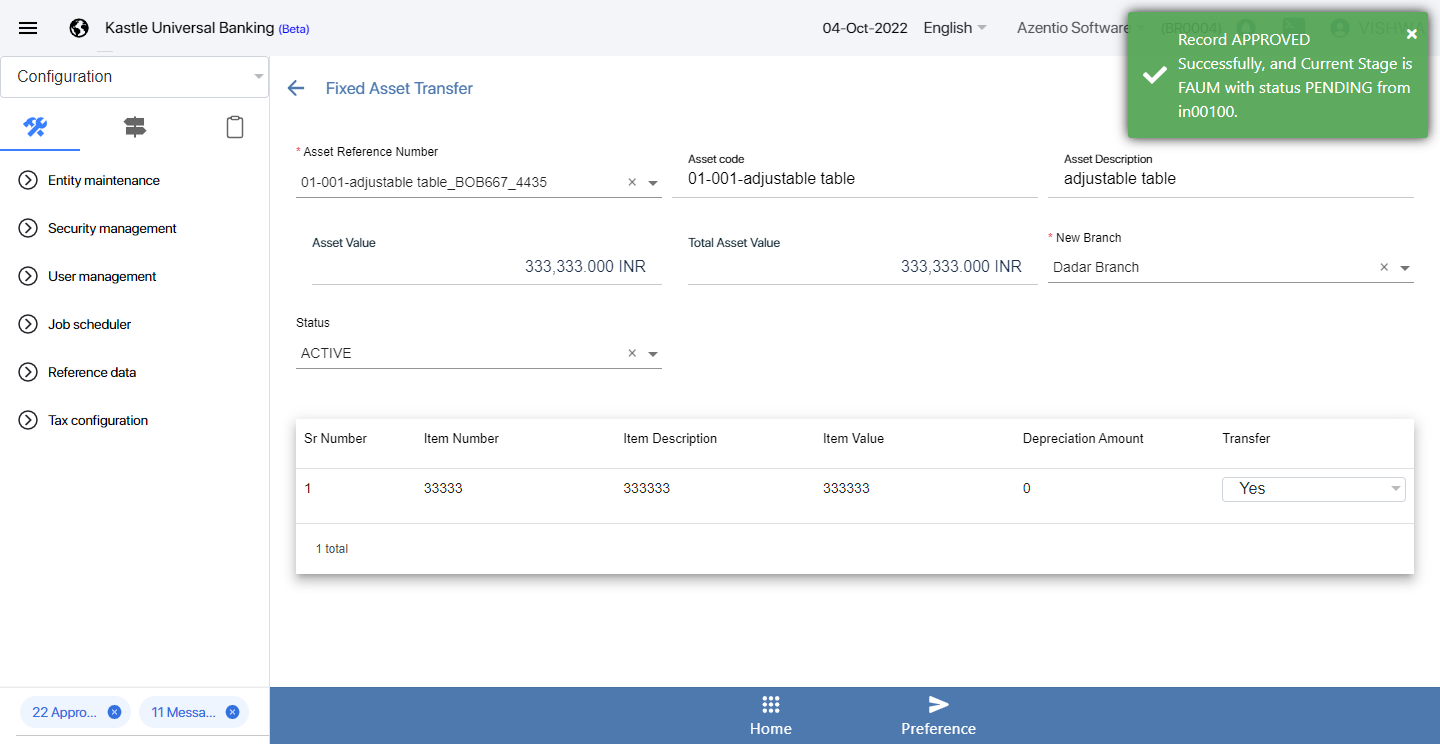 Kastle Universal Banking (Beta)
04-Oct-2022
English
Azentio Software
(BR0004)
VISHWA
Record APPROVED
Successfully, and Current Stage is
FAUM with status PENDING from
in00100.
Configuration
Fixed Asset Transfer
Entity maintenance
Security management
User management
Job scheduler
Reference data
Tax configuration
* Asset Reference Number
01-001-adjustable table_BOB667_4435
Asset code
01-001-adjustable table
Asset Description
adjustable table
Asset Value
333,333.000 INR
Total Asset Value
333,333.000 INR
* New Branch
Dadar Branch
Status
ACTIVE
Sr Number Item Number Item Description Item Value Depreciation Amount Transfer
1 33333 333333 333333 0 Yes
1 total
22 Appro...
11 Messa...
Home
Preference